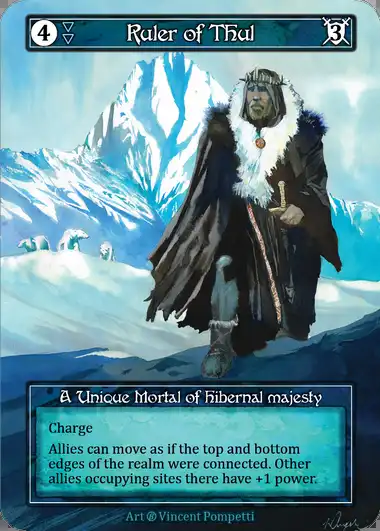 4 Ruler of Thul 3
A Unique Mortal of hibernal majesty
Charge
Allies can move as if the top and bottom
edges of the realm were connected. Other
allies occupying sites there have +1 power.
Art @ Vincent Pompetti